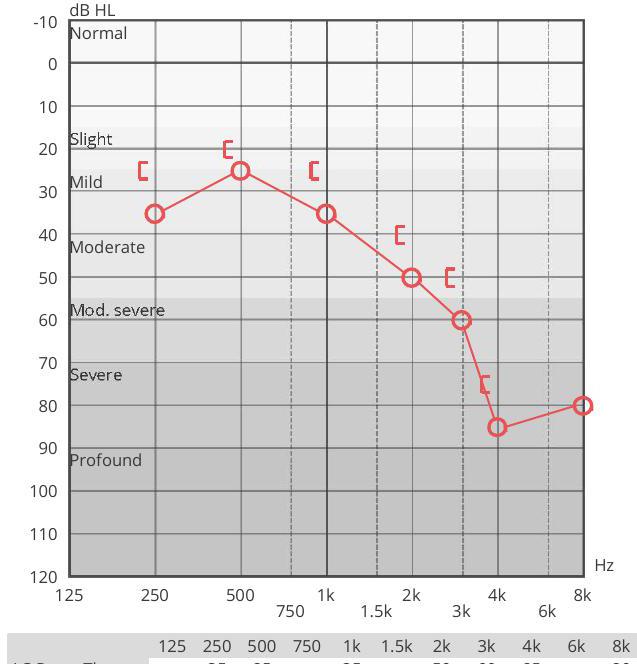 dB HL
-10
Normal
0
10
Slight
20
Mild
30
40
Moderate
50
Mod. severe
60
70
Severe
80
90
Profound
100
110
Hz
120
125 250 500 1k 2k 4k 8k
750 1.5k 3k 6k
125 250 500 750 1k 1.5k 2k 3k 4k 6k 8k